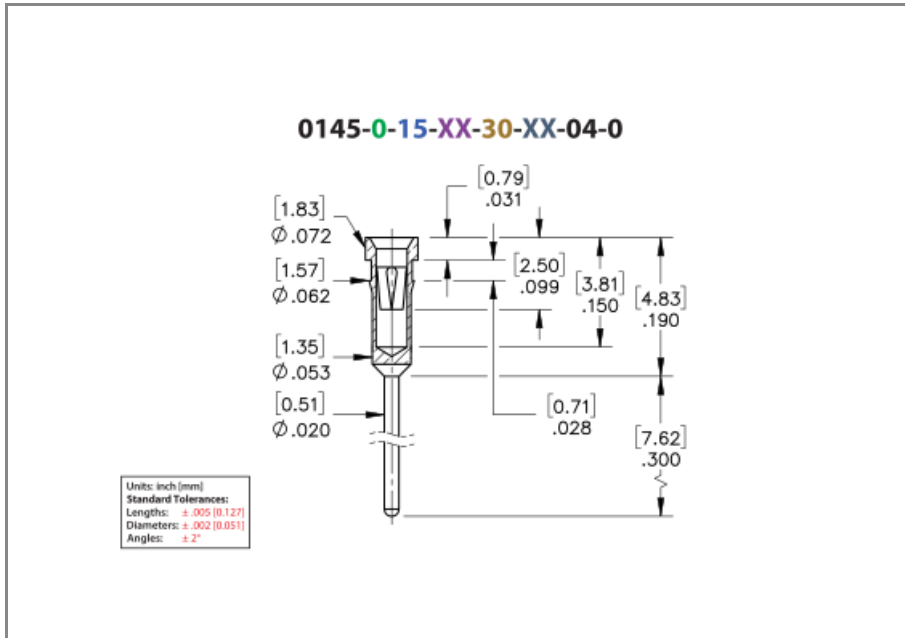 0145-0-15-XX-30-XX-04-0
[0.79]
.031
[1.83]
Ø.072
[1.57]
Ø.062
[2.50]
.099
[3.81]
.150
[4.83]
.190
[1.35]
Ø.053
[0.51]
Ø.020
[0.71]
.028
[7.62]
.300
Units: inch [mm]
Standard Tolerances:
Lengths: ± .005 [0.127]
Diameters: ± .002 [0.051]
Angles: ± 2°